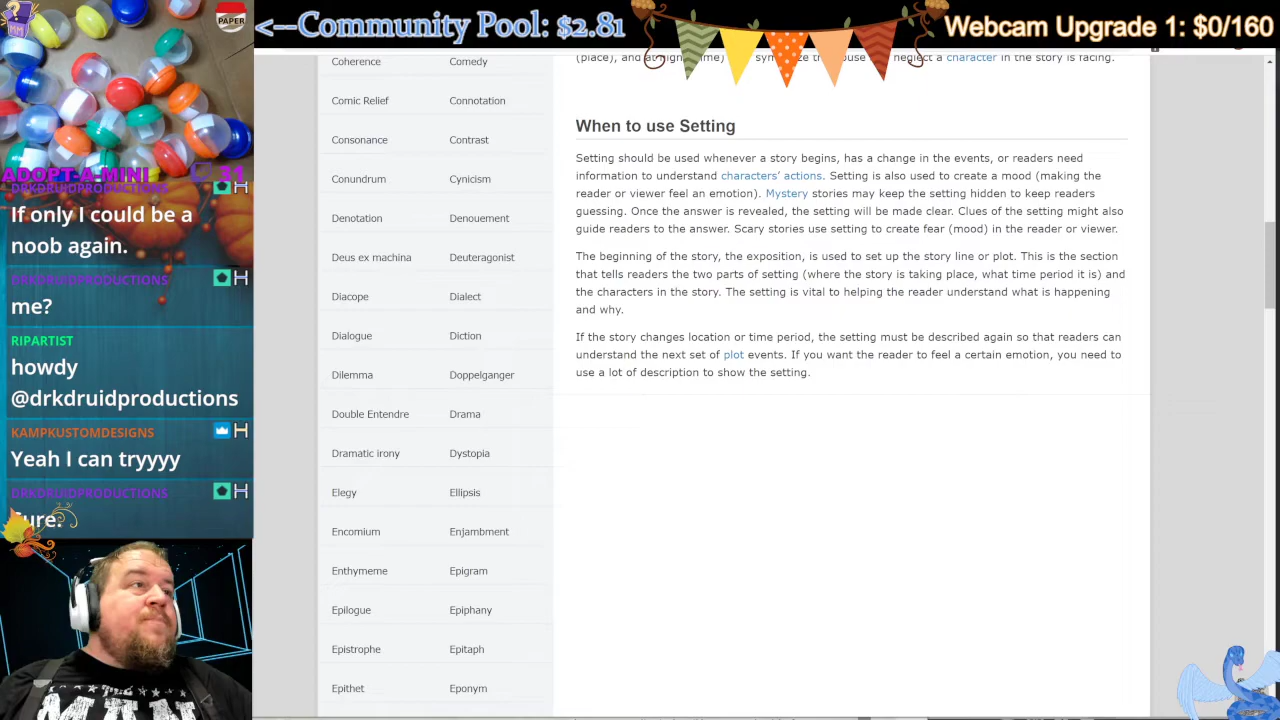 PAPER
<--Community Pool: $2.81
Webcam Upgrade 1: $0/160
ADOPT-A-MINI
DRKDRUIDPRODUCTIONS
If only I could be a
noob again.
DRKDRUIDPRODUCTIONS
me?
RIPARTIST
howdy
@drkdruidproductions
KAMPKUSTOMDESIGNS
Yeah I can tryyyy
DRKDRUIDPRODUCTIONS
Sure.
MAN
Coherence Comedy
Comic Relief Connotation
Consonance Contrast
Conundrum Cynicism
Denotation Denouement
Deus ex machina Deuteragonist
Diacope Dialect
Dialogue Diction
Dilemma Doppelganger
Double Entendre Drama
Dramatic irony Dystopia
Elegy Ellipsis
Encomium Enjambment
Enthymeme Epigram
Epilogue Epiphany
Epistrophe Epitaph
Epithet Eponym
(place), and at night neglect a character in the story is facing.
When to use Setting
Setting should be used whenever a story begins, has a change in the events, or readers need
information to understand characters' actions. Setting is also used to create a mood (making the
reader or viewer feel an emotion). Mystery stories may keep the setting hidden to keep readers
guessing. Once the answer is revealed, the setting will be made clear. Clues of the setting might also
guide readers to the answer. Scary stories use setting to create fear (mood) in the reader or viewer.
The beginning of the story, the exposition, is used to set up the story line or plot. This is the section
that tells readers the two parts of setting (where the story is taking place, what time period it is) and
the characters in the story. The setting is vital to helping the reader understand what is happening
and why.
If the story changes location or time period, the setting must be described again so that readers can
understand the next set of plot events. If you want the reader to feel a certain emotion, you need to
use a lot of description to show the setting.